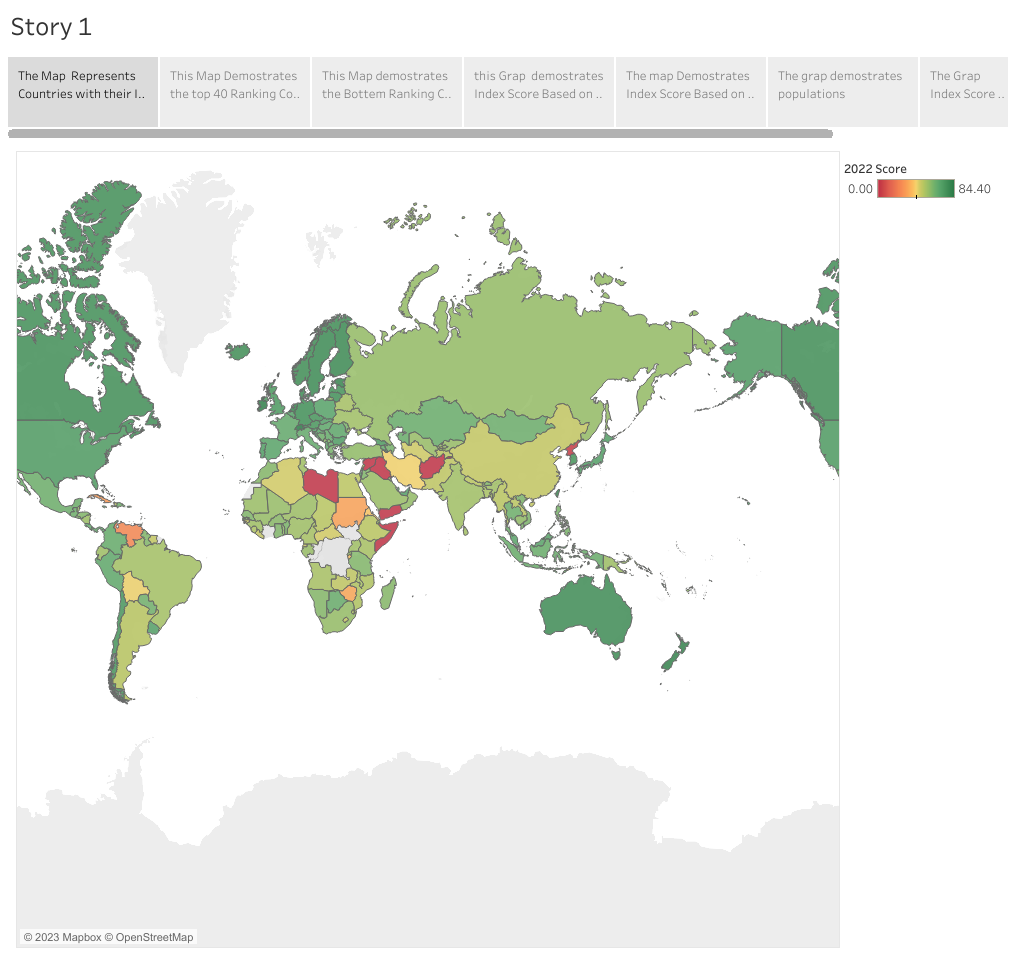 Story 1
The Map  Represents
Countries with their I..
This Map Demostrates
the top 40 Ranking Co..
This Map demostrates
the Bottem Ranking C..
this Grap  demostrates
Index Score Based on ..
The map Demostrates
Index Score Based on ..
The grap demostrates
populations
The Grap
Index Score ..
2022 Score
0.00 84.40
© 2023 Mapbox © OpenStreetMap